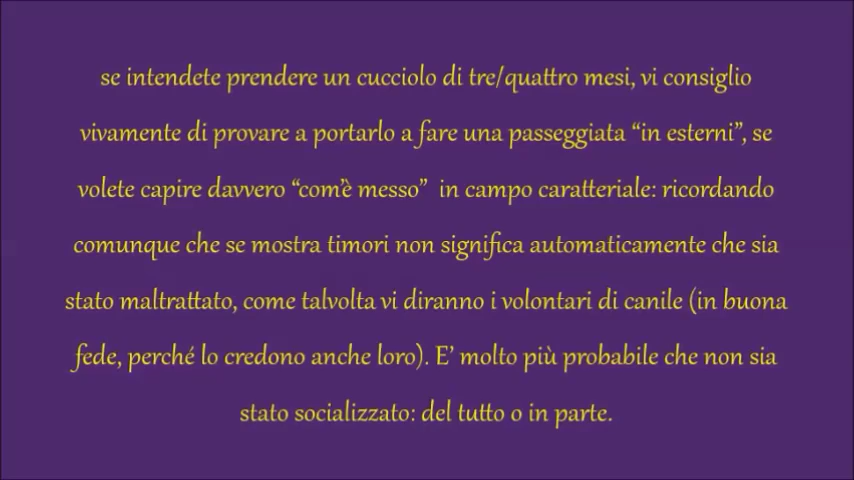 se intendete prendere un cucciolo di tre/quattro mesi, vi consiglio
vivamente di provare a portarlo a fare una passeggiata “in esterni”, se
volete capire davvero “com’è messo” in campo caratteriale: ricordando
comunque che se mostra timori non significa automaticamente che sia
stato maltrattato, come talvolta vi diranno i volontari di canile (in buona
fede, perché lo credono anche loro). E’ molto più probabile che non sia
stato socializzato: del tutto o in parte.